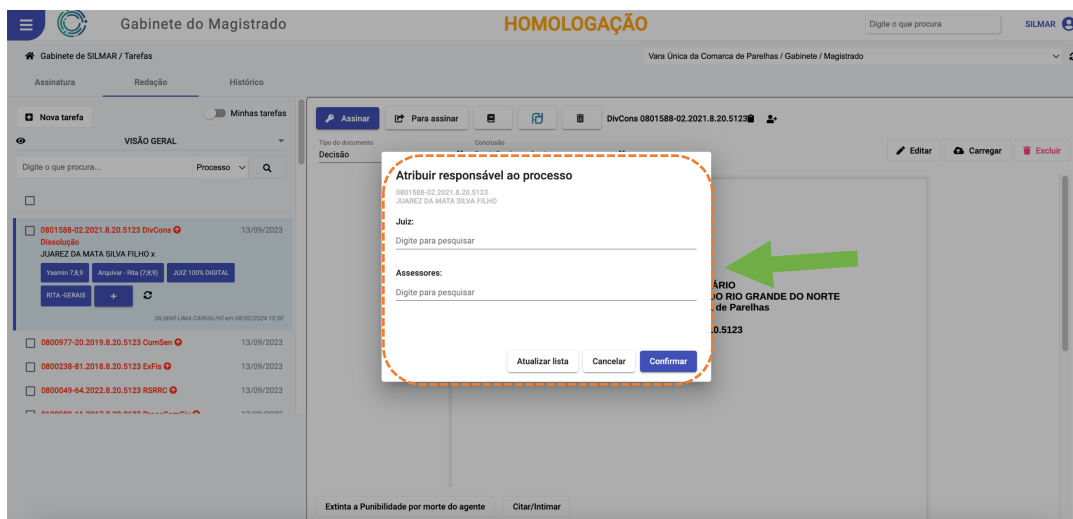 Gabinete do Magistrado
HOMOLOGAÇÃO
Digite o que procura
SILMAR
Gabinete de SILMAR / Tarefas
Vara Única da Comarca de Parelhas / Gabinete / Magistrado
Assinatura
Redação
Histórico
Nova tarefa
Minhas tarefas
VISÃO GERAL
Digite o que procura...
Processo
0801588-02.2021.8.20.5123 DivCons
13/09/2023
Dissolução
JUAREZ DA MATA SILVA FILHO x
Yasmin 7,8,9
Arquivar - Rita (7;8;9)
JUIZ 100% DIGITAL
RITA -GERAIS
+
SILMAR LIMA CARVALHO em 08/02/2024 13:30
0800977-20.2019.8.20.5123 CumSen
13/09/2023
0800238-81.2018.8.20.5123 ExFis
13/09/2023
0800049-64.2022.8.20.5123 RSRRC
13/09/2023
Assinar
Para assinar
DivCons 0801588-02.2021.8.20.5123
Tipo do documento
Decisão
Conclusão
Editar
Carregar
Excluir
Atribuir responsável ao processo
0801588-02.2021.8.20.5123
JUAREZ DA MATA SILVA FILHO
Juiz:
Digite para pesquisar
Assessores:
Digite para pesquisar
Atualizar lista
Cancelar
Confirmar
ÁRIO
DO RIO GRANDE DO NORTE
de Parelhas
0.5123
Extinta a Punibilidade por morte do agente
Citar/Intimar